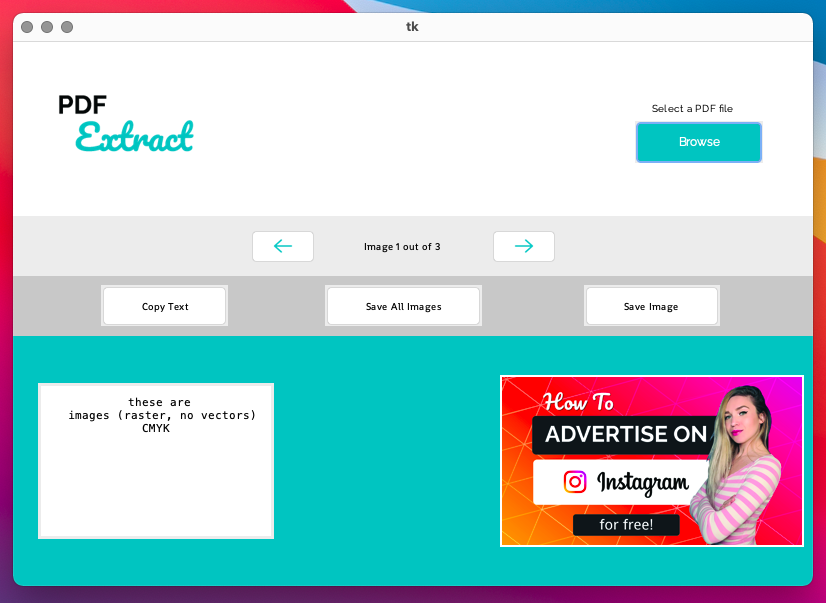 tk
PDF
Extract
Select a PDF file
Browse
Image 1 out of 3
Copy Text
Save All Images
Save Image
these are
images (raster, no vectors)
CMYK
How To
ADVERTISE ON
Instagram
for free!